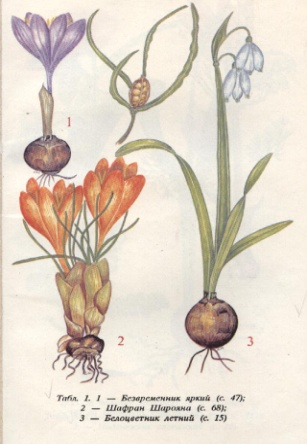 1
2
3
Табл. 1. 1 — Безвременник яркий (с. 47);
2 — Шафран Шарояна (с. 68);
3 — Белоцветник летний (с. 15)